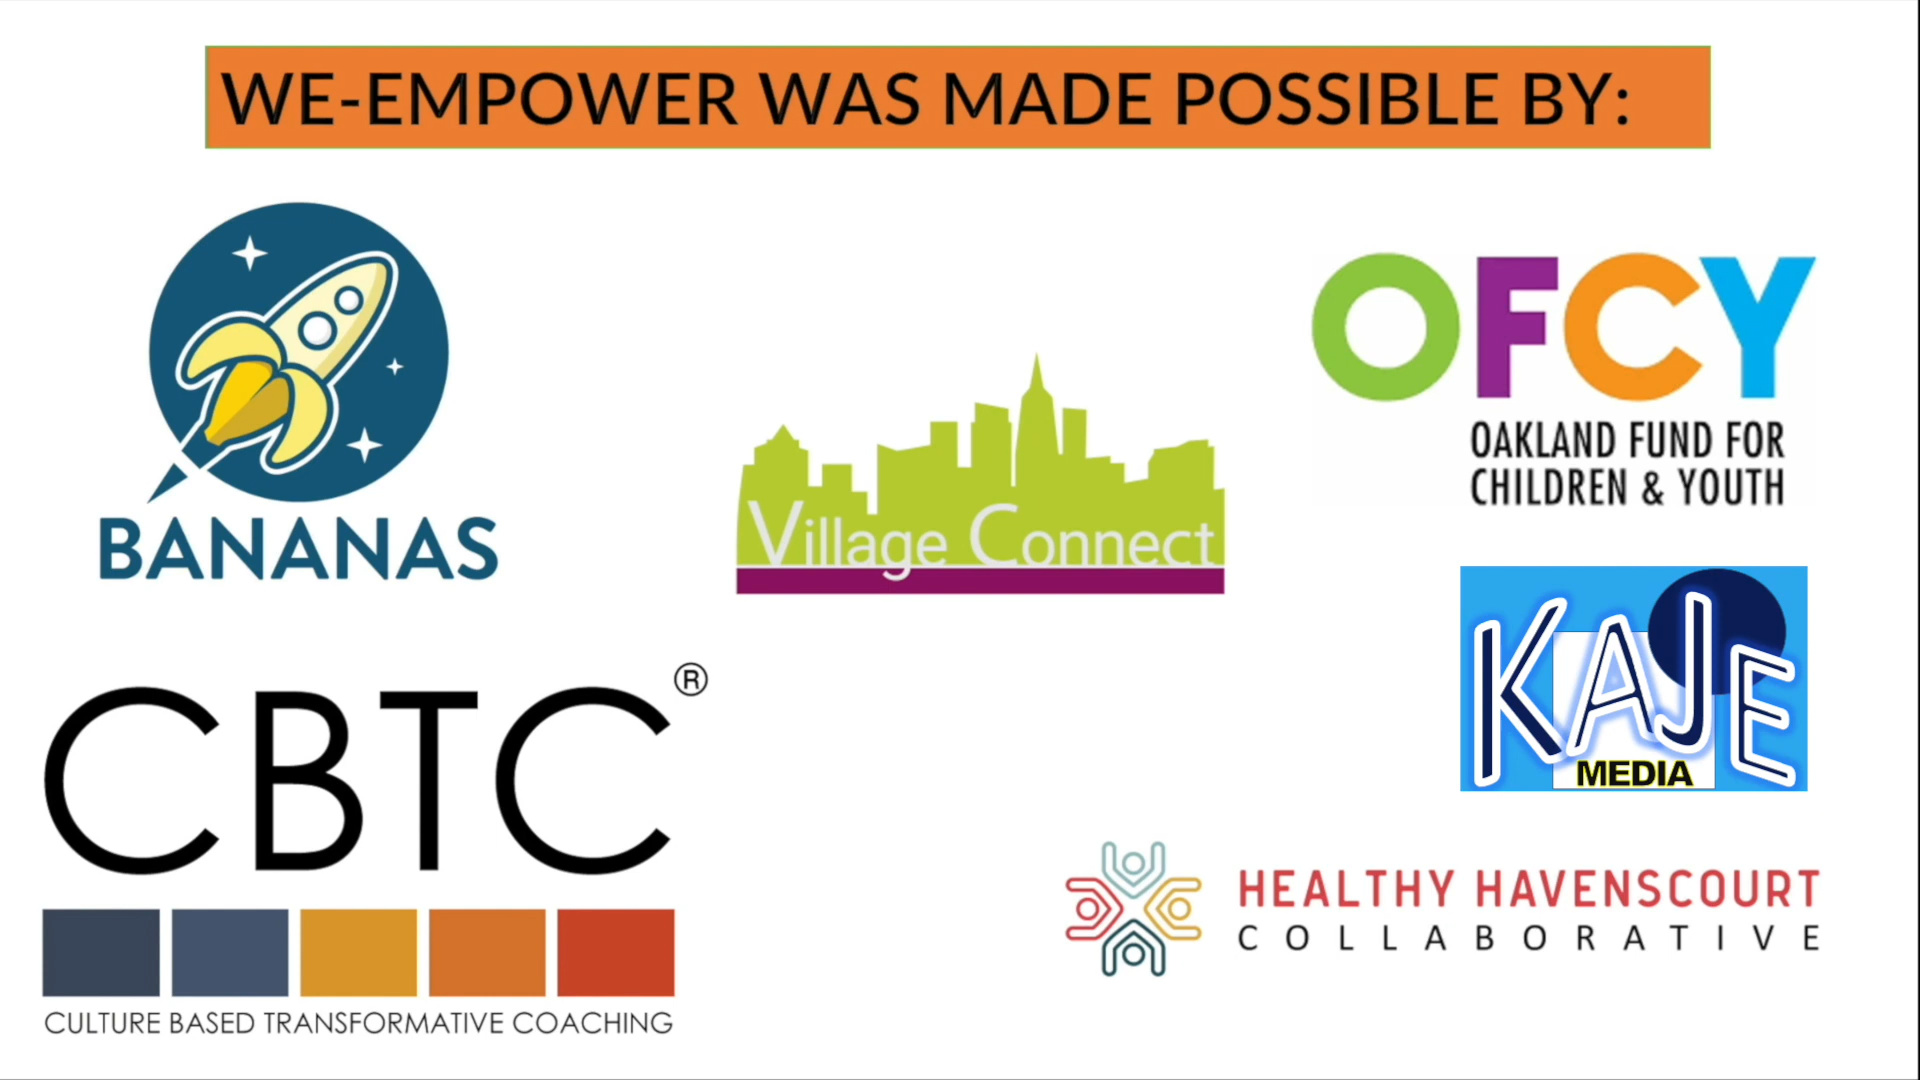 WE-EMPOWER WAS MADE POSSIBLE BY:
BANANAS
Village Connect
OFCY
OAKLAND FUND FOR
CHILDREN & YOUTH
KAJE
MEDIA
CBTC®
CULTURE BASED TRANSFORMATIVE COACHING
HEALTHY HAVENSCOURT
COLLABORATIVE